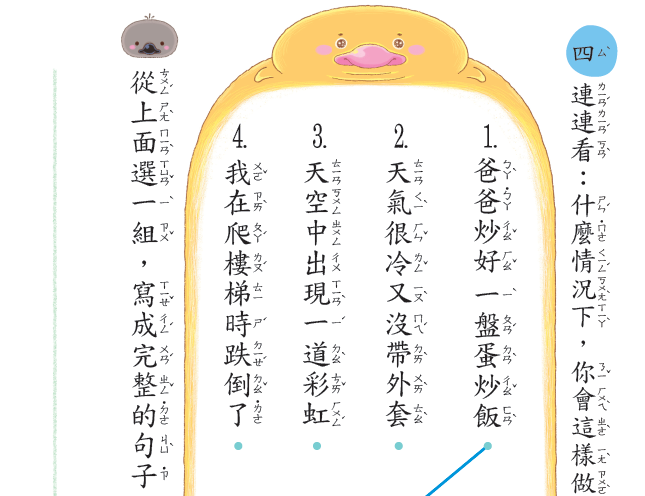 四 連連看：什麼情況下，你會這樣做
1. 爸爸炒好一盤蛋炒飯
2. 天氣很冷又沒帶外套
3. 天空中出現一道彩虹
4. 我在爬樓梯時跌倒了
從上面選一組，寫成完整的句子